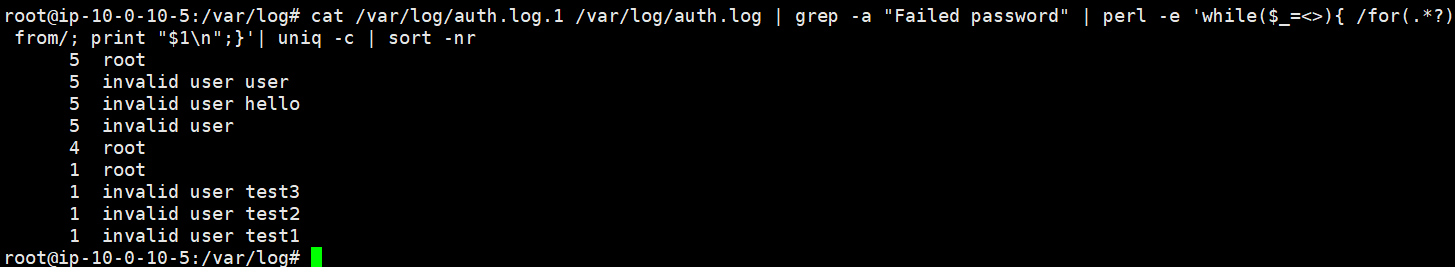 root@ip-10-0-10-5:/var/log# cat /var/log/auth.log.1 /var/log/auth.log | grep -a "Failed password" | perl -e 'while($_=<>){ /for(.*?)
 from/; print "$1\n";}'| uniq -c | sort -nr
      5  root
      5  invalid user user
      5  invalid user hello
      5  invalid user
      4  root
      1  root
      1  invalid user test3
      1  invalid user test2
      1  invalid user test1
root@ip-10-0-10-5:/var/log#